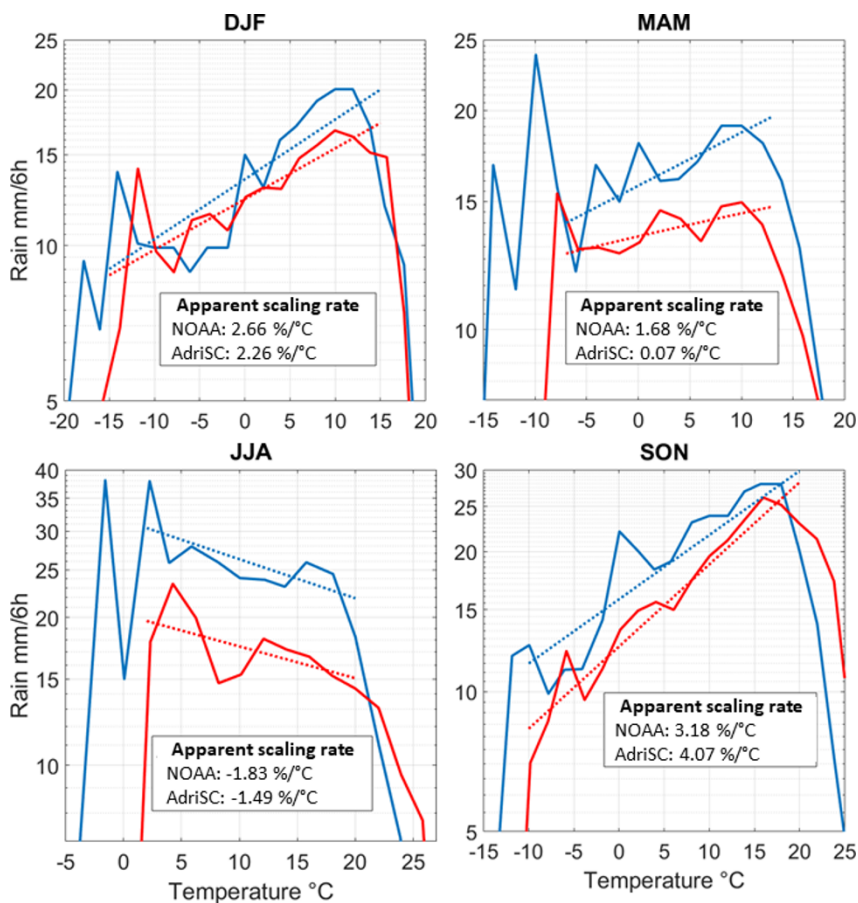 DJF
25
20
15
10
5
Rain mm/6h
-20 -15 -10 -5 0 5 10 15 20
Apparent scaling rate
NOAA: 2.66 %/°C
AdriSC: 2.26 %/°C
MAM
25
20
15
10
-15 -10 -5 0 5 10 15 20
Apparent scaling rate
NOAA: 1.68 %/°C
AdriSC: 0.07 %/°C
JJA
40
35
30
25
20
15
10
Rain mm/6h
-5 0 5 10 15 20 25
Temperature °C
Apparent scaling rate
NOAA: -1.83 %/°C
AdriSC: -1.49 %/°C
SON
30
25
20
15
10
5
-15 -10 -5 0 5 10 15 20 25
Temperature °C
Apparent scaling rate
NOAA: 3.18 %/°C
AdriSC: 4.07 %/°C